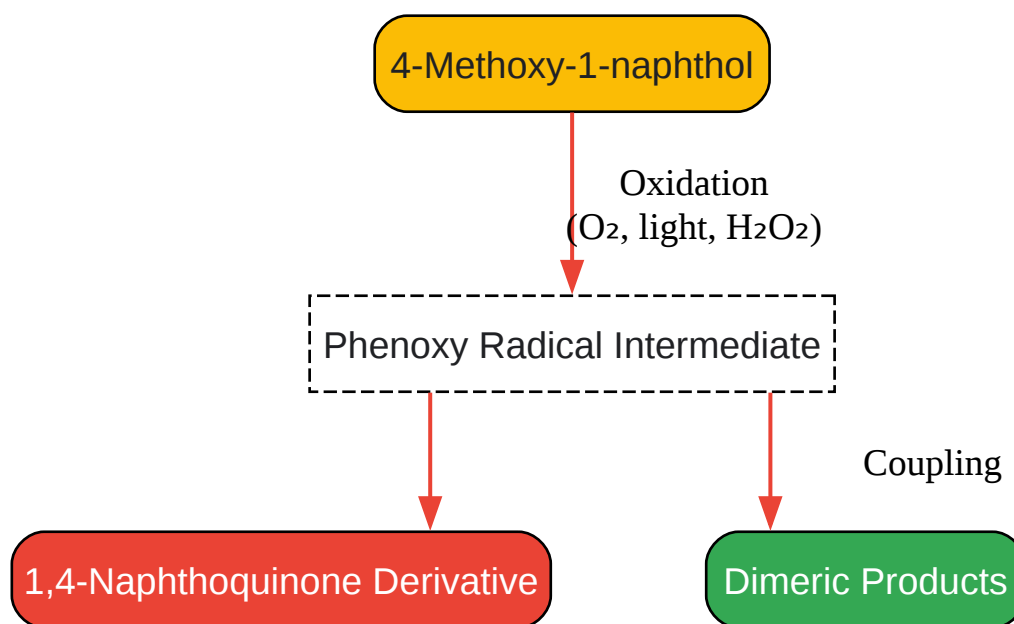 4-Methoxy-1-naphthol
Oxidation
(O₂, light, H₂O₂)
Phenoxy Radical Intermediate
Coupling
1,4-Naphthoquinone Derivative
Dimeric Products